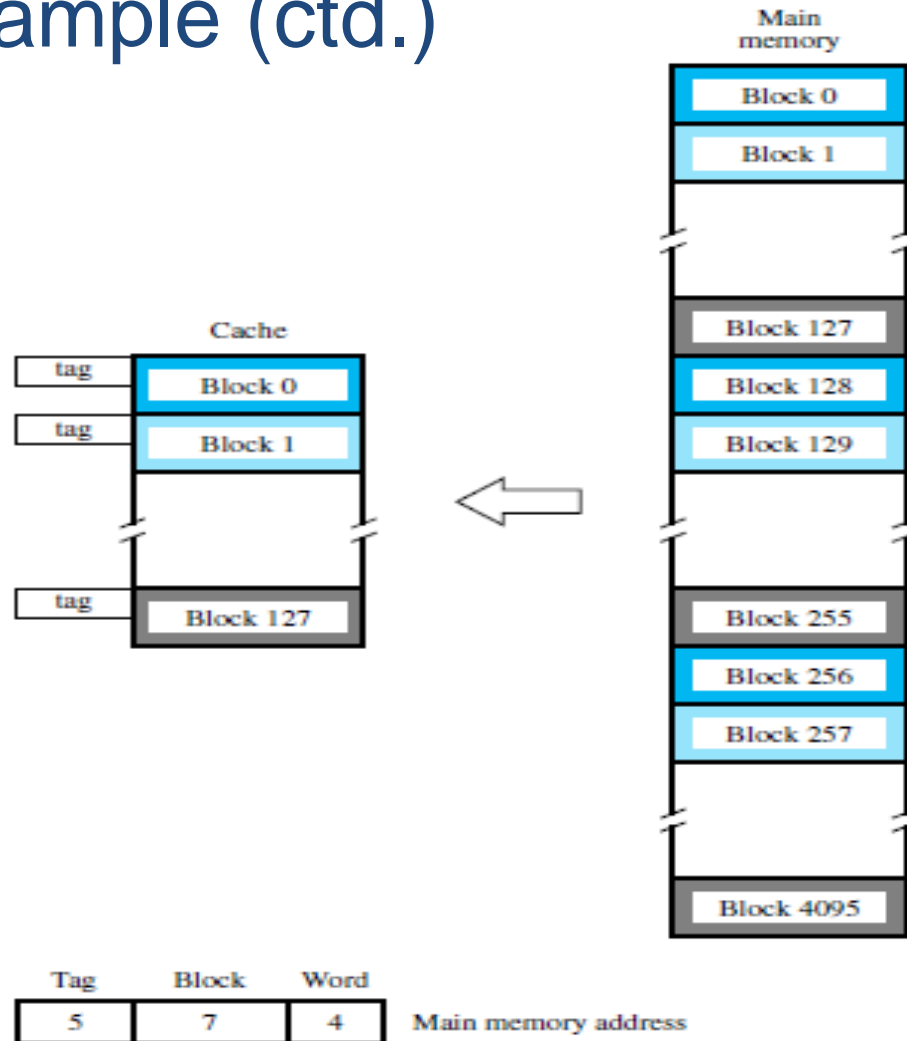 ample (ctd.)
Main
memory
Block 0
Block 1
Block 127
Block 128
Block 129
Block 255
Block 256
Block 257
Block 4095
Cache
tag
Block 0
tag
Block 1
tag
Block 127
Tag Block Word
5 7 4 Main memory address